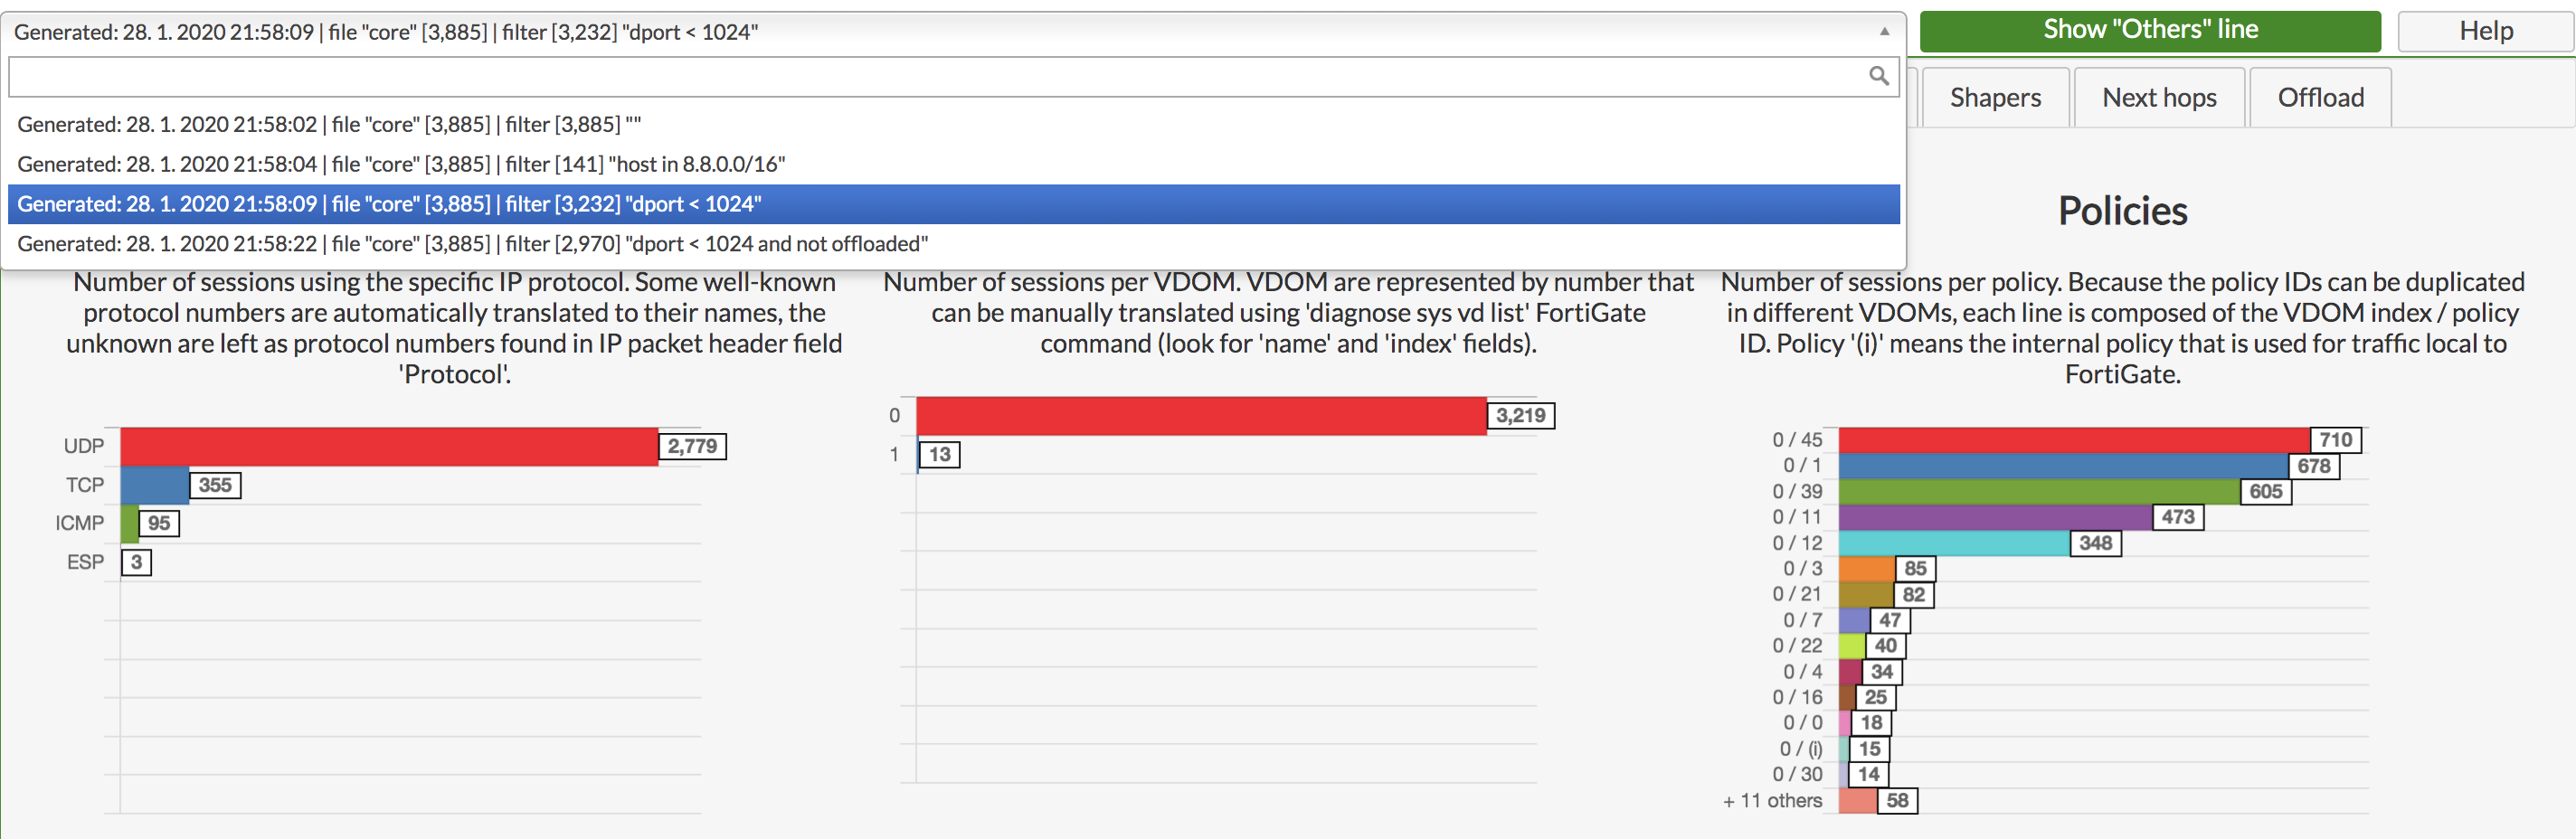 Generated: 28. 1. 2020 21:58:09 | file "core" [3,885] | filter [3,232] "dport < 1024"
▲
Show "Others" line
Help
Generated: 28. 1. 2020 21:58:02 | file "core" [3,885] | filter [3,885] ""
Generated: 28. 1. 2020 21:58:04 | file "core" [3,885] | filter [141] "host in 8.8.0.0/16"
Generated: 28. 1. 2020 21:58:09 | file "core" [3,885] | filter [3,232] "dport < 1024"
Generated: 28. 1. 2020 21:58:22 | file "core" [3,885] | filter [2,970] "dport < 1024 and not offloaded"
Shapers
Next hops
Offload
Number of sessions using the specific IP protocol. Some well-known
protocol numbers are automatically translated to their names, the
unknown are left as protocol numbers found in IP packet header field
'Protocol'.
UDP 2,779
TCP 355
ICMP 95
ESP 3
Number of sessions per VDOM. VDOM are represented by number that
can be manually translated using 'diagnose sys vd list' FortiGate
command (look for 'name' and 'index' fields).
0 3,219
1 13
Policies
Number of sessions per policy. Because the policy IDs can be duplicated
in different VDOMs, each line is composed of the VDOM index / policy
ID. Policy '(i)' means the internal policy that is used for traffic local to
FortiGate.
0 / 45 710
0 / 1 678
0 / 39 605
0 / 11 473
0 / 12 348
0 / 3 85
0 / 21 82
0 / 7 47
0 / 22 40
0 / 4 34
0 / 16 25
0 / 0 18
0 / (i) 15
0 / 30 14
+ 11 others 58